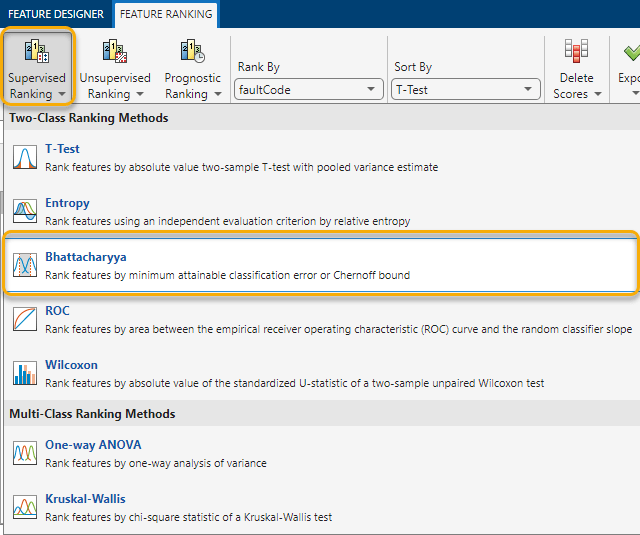 FEATURE DESIGNER FEATURE RANKING
Supervised Ranking
Unsupervised Ranking
Prognostic Ranking
Rank By
faultCode
Sort By
T-Test
Delete Scores
Expo
Two-Class Ranking Methods
T-Test
Rank features by absolute value two-sample T-test with pooled variance estimate
Entropy
Rank features using an independent evaluation criterion by relative entropy
Bhattacharyya
Rank features by minimum attainable classification error or Chernoff bound
ROC
Rank features by area between the empirical receiver operating characteristic (ROC) curve and the random classifier slope
Wilcoxon
Rank features by absolute value of the standardized U-statistic of a two-sample unpaired Wilcoxon test
Multi-Class Ranking Methods
One-way ANOVA
Rank features by one-way analysis of variance
Kruskal-Wallis
Rank features by chi-square statistic of a Kruskal-Wallis test